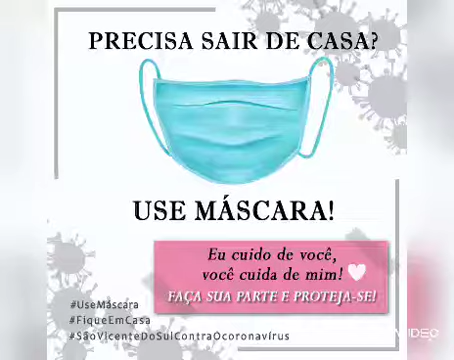 PRECISA SAIR DE CASA?
USE MÁSCARA!
Eu cuido de você,
você cuida de mim!
FAÇA SUA PARTE E PROTEJA-SE!
#UseMáscara
#FiqueEmCasa
#SãoVicenteDoSulContraOcoronavírus